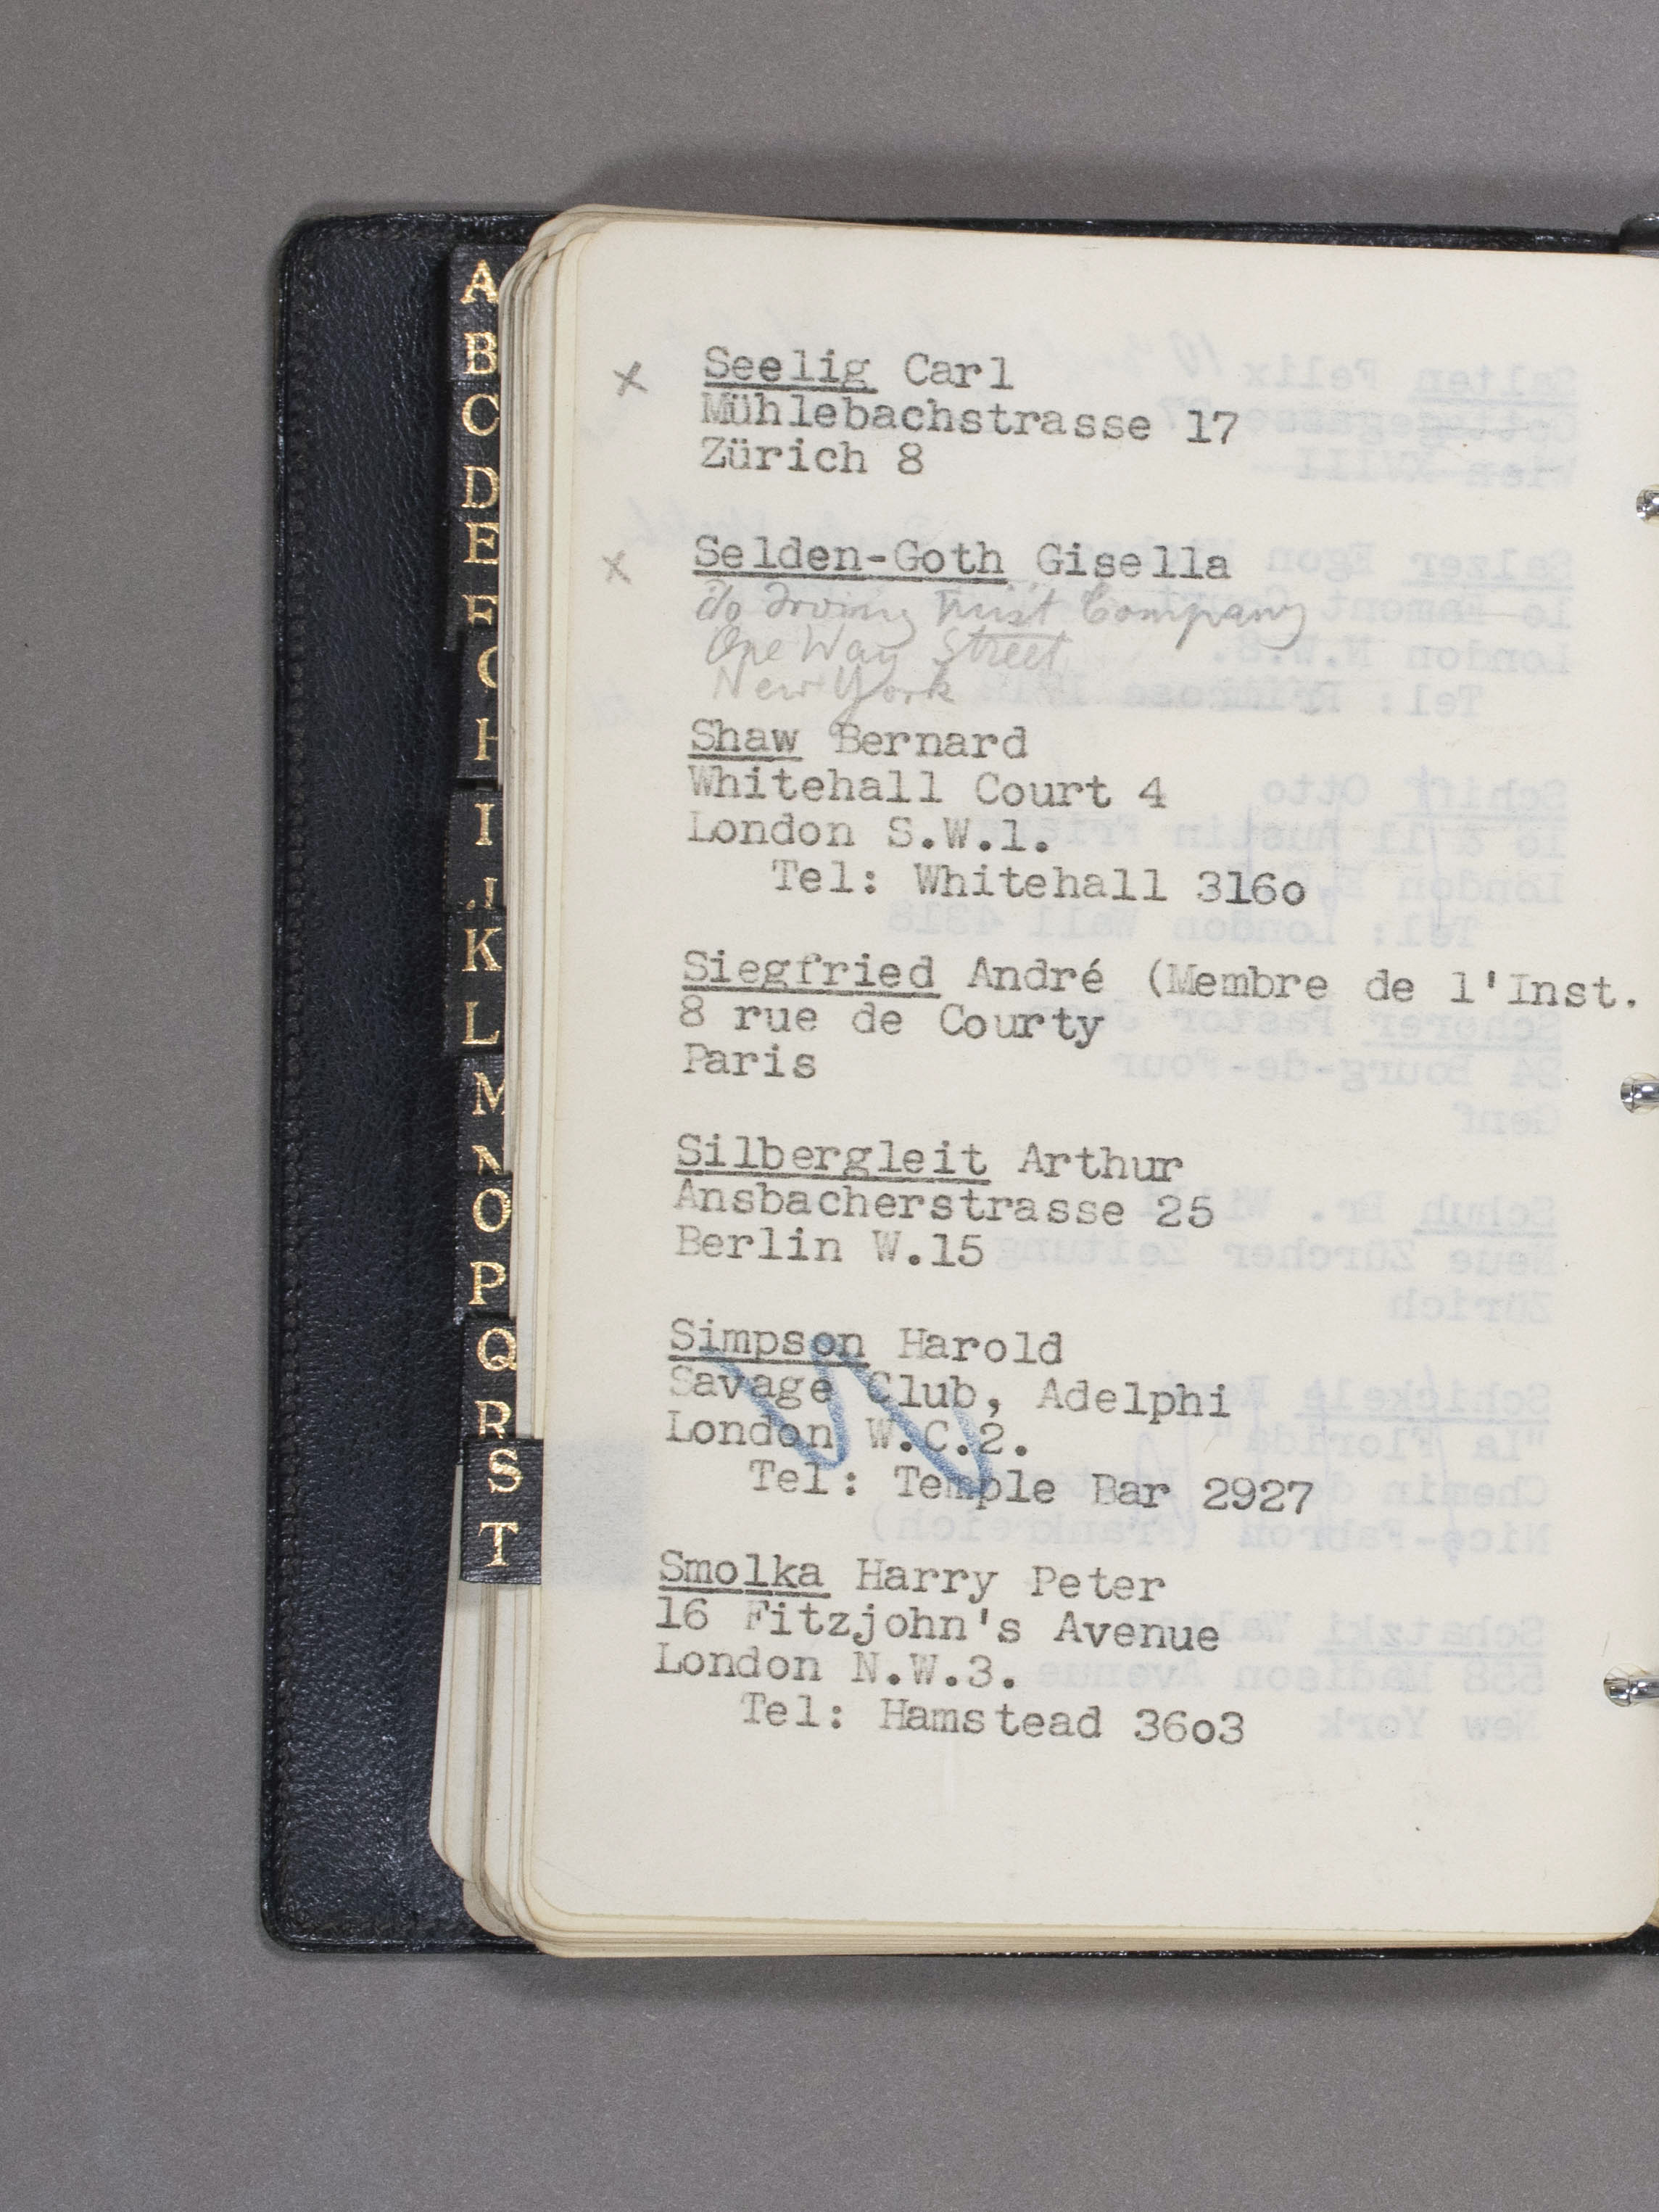 A
B
C
D
E
F
G
H
I
J
K
L
M
N
O
P
Q
R
S
T
x Seelig Carl
Mühlebachstrasse 17
Zürich 8
x Selden-Goth Gisella
c/o Irving Trust Company
One Way Street
New York
Shaw Bernard
Whitehall Court 4
London S.W.1.
Tel: Whitehall 316o
Siegfried André (Membre de l'Inst.
8 rue de Courty
Paris
Silbergleit Arthur
Ansbacherstrasse 25
Berlin W.15
Simpson Harold
Savage Club, Adelphi
London W.C.2.
Tel: Temple Bar 2927
Smolka Harry Peter
16 Fitzjohn's Avenue
London N.W.3.
Tel: Hamstead 36o3